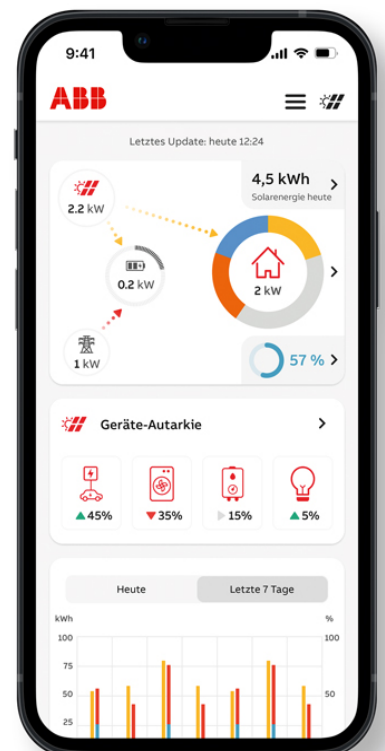 9:41
ABB
Letztes Update: heute 12:24
4,5 kWh
Solarenergie heute
2.2 kW
0.2 kW
2 kW
1 kW
57 %
Geräte-Autarkie
45%
35%
15%
5%
Heute
Letzte 7 Tage
kWh
%
100
100
75
50
50
25